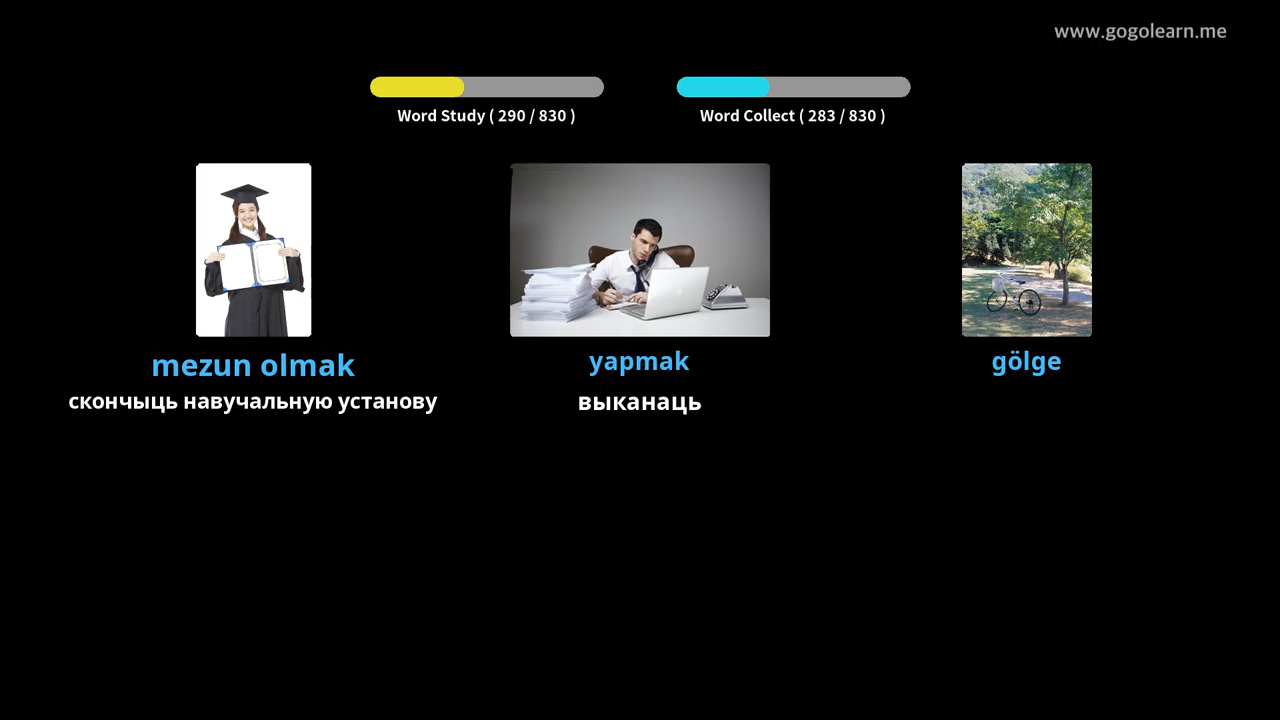 www.gogolearn.me
Word Study ( 290 / 830 )
Word Collect ( 283 / 830 )
mezun olmak
yapmak
gölge
скончыць навучальную установу
выканаць